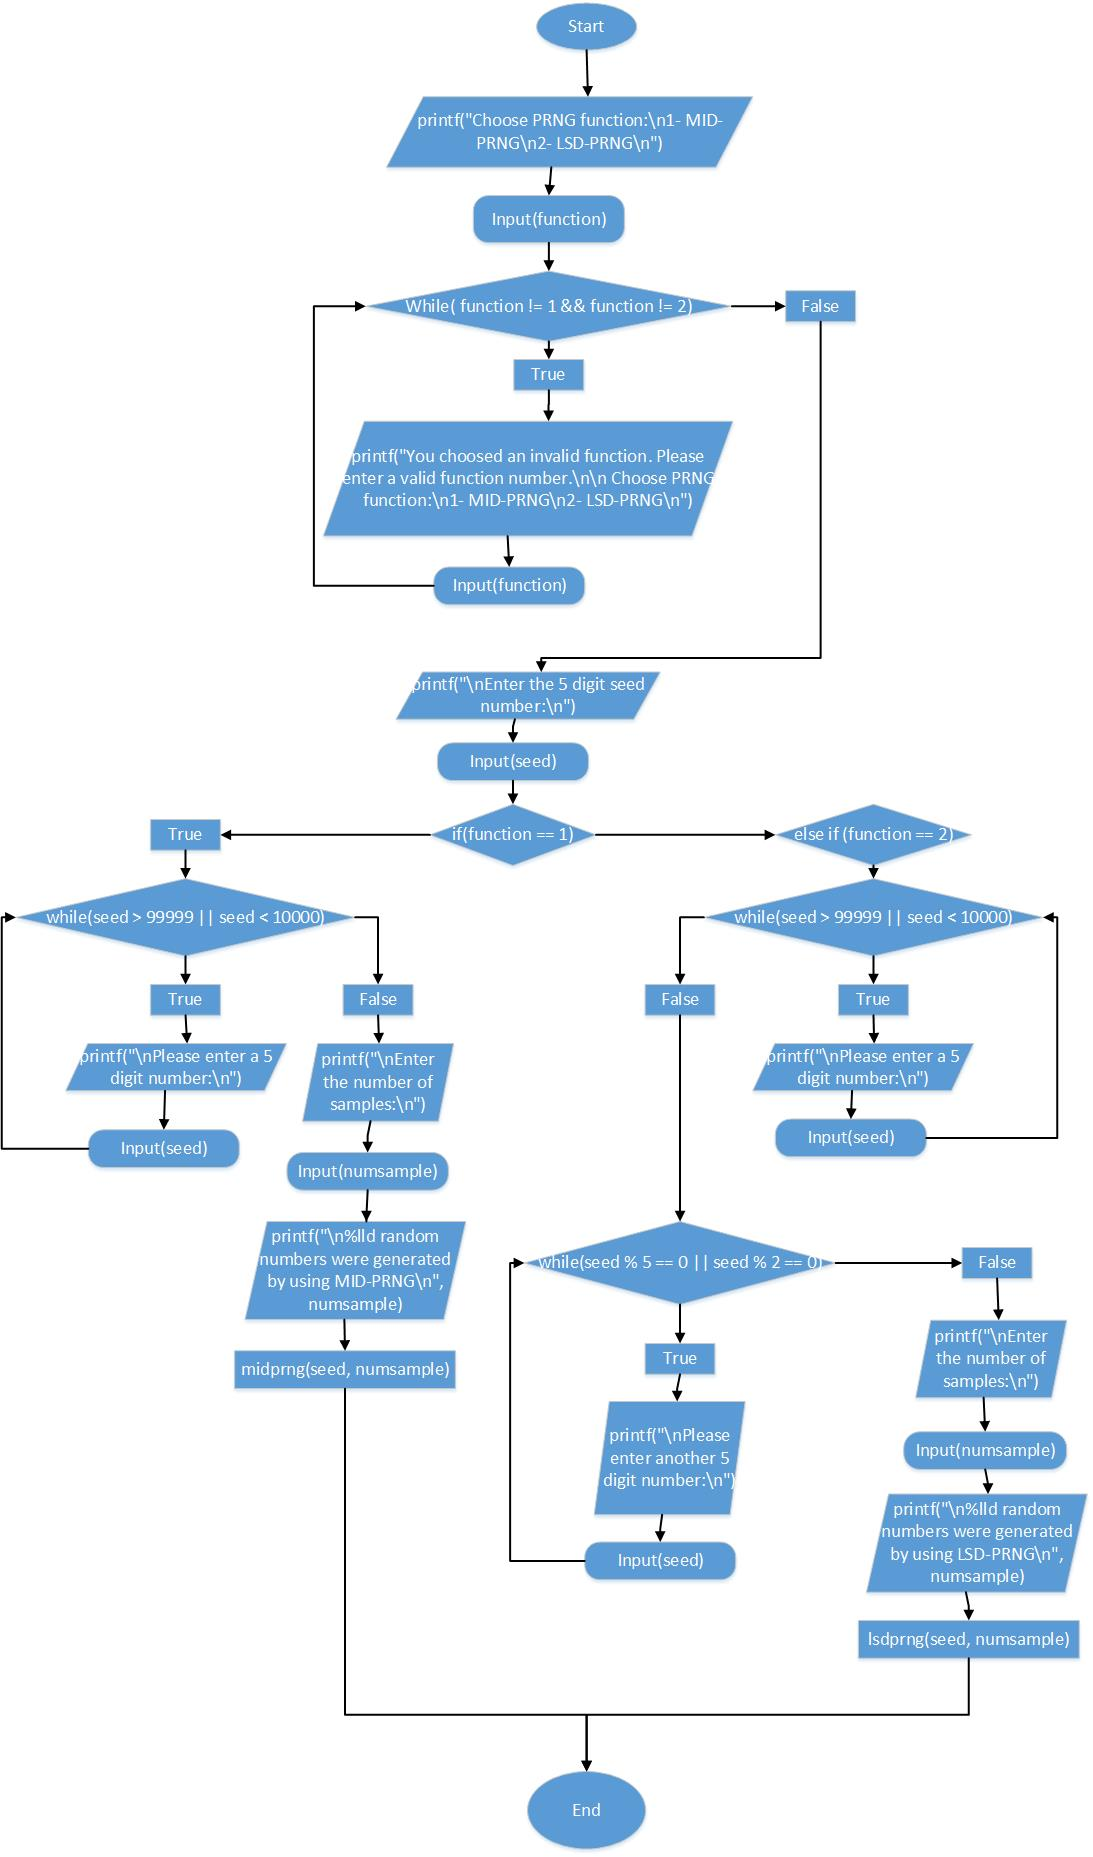 Start
printf("Choose PRNG function:\n1- MID-
PRNG\n2- LSD-PRNG\n")
Input(function)
While( function != 1 && function != 2)
False
True
printf("You choosed an invalid function. Please
enter a valid function number.\n\n Choose PRNG
function:\n1- MID-PRNG\n2- LSD-PRNG\n")
Input(function)
printf("\nEnter the 5 digit seed
number:\n")
Input(seed)
if(function == 1)
True
else if (function == 2)
while(seed > 99999 || seed < 10000)
True
False
printf("\nPlease enter a 5
digit number:\n")
Input(seed)
printf("\nEnter
the number of
samples:\n")
Input(numsample)
printf("\n%lld random
numbers were generated
by using MID-PRNG\n",
numsample)
midprng(seed, numsample)
while(seed > 99999 || seed < 10000)
False
True
printf("\nPlease enter a 5
digit number:\n")
Input(seed)
while(seed % 5 == 0 || seed % 2 == 0)
False
True
printf("\nPlease
enter another 5
digit number:\n")
Input(seed)
printf("\nEnter
the number of
samples:\n")
Input(numsample)
printf("\n%lld random
numbers were generated
by using LSD-PRNG\n",
numsample)
lsdprng(seed, numsample)
End